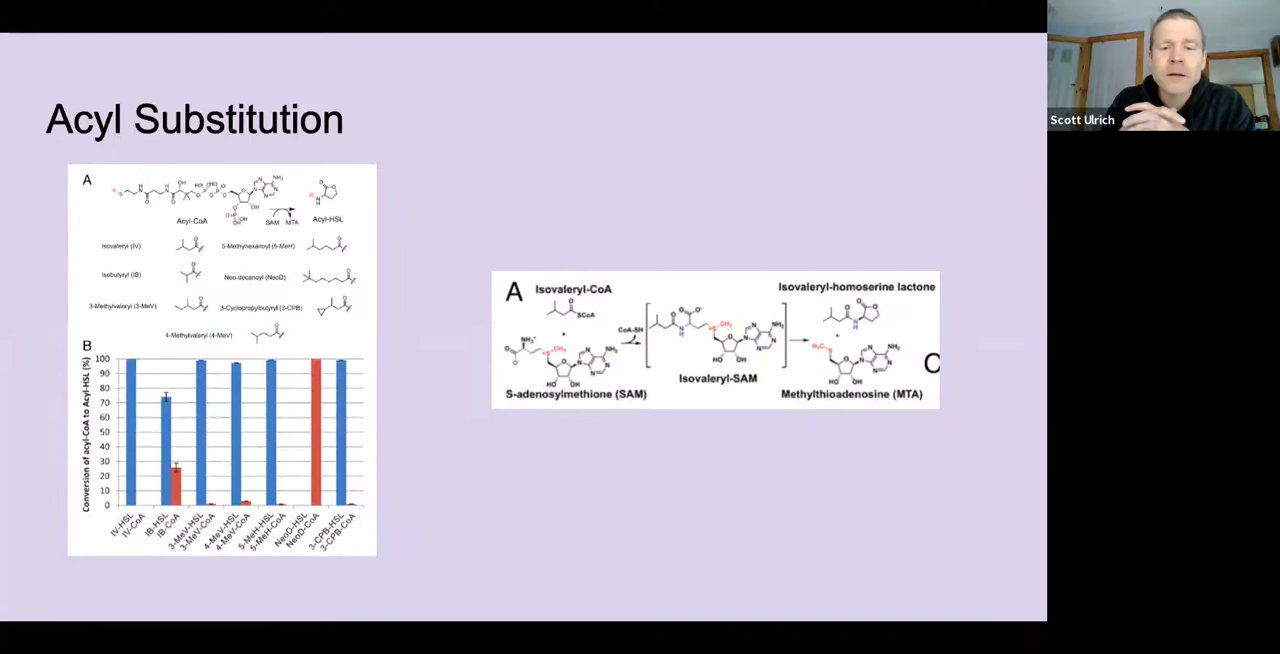 Scott Ulrich
Acyl Substitution
A
Acyl-CoA
SAM
MTA
Acyl-HSL
Isovaleryl (IV)
5-Methylhexanoyl (5-MeH)
Isobutyryl (IB)
Neo-decanoyl (NeoD)
3-Methylvaleryl (3-MeV)
3-Cyclopropylbutyryl (3-CPB)
4-Methylvaleryl (4-MeV)
B
Conversion of acyl-CoA to Acyl-HSL (%)
100
90
80
70
60
50
40
30
20
10
0
IV-HSL
IV-CoA
IB-HSL
IB-CoA
3-MeV-HSL
3-MeV-CoA
4-MeV-HSL
4-MeV-CoA
5-MeH-HSL
5-MeH-CoA
NeoD-HSL
NeoD-CoA
3-CPB-HSL
3-CPB-CoA
A
Isovaleryl-CoA
SCoA
CoA-SH
S-adenosylmethione (SAM)
Isovaleryl-SAM
Isovaleryl-homoserine lactone
Methylthioadenosine (MTA)
C